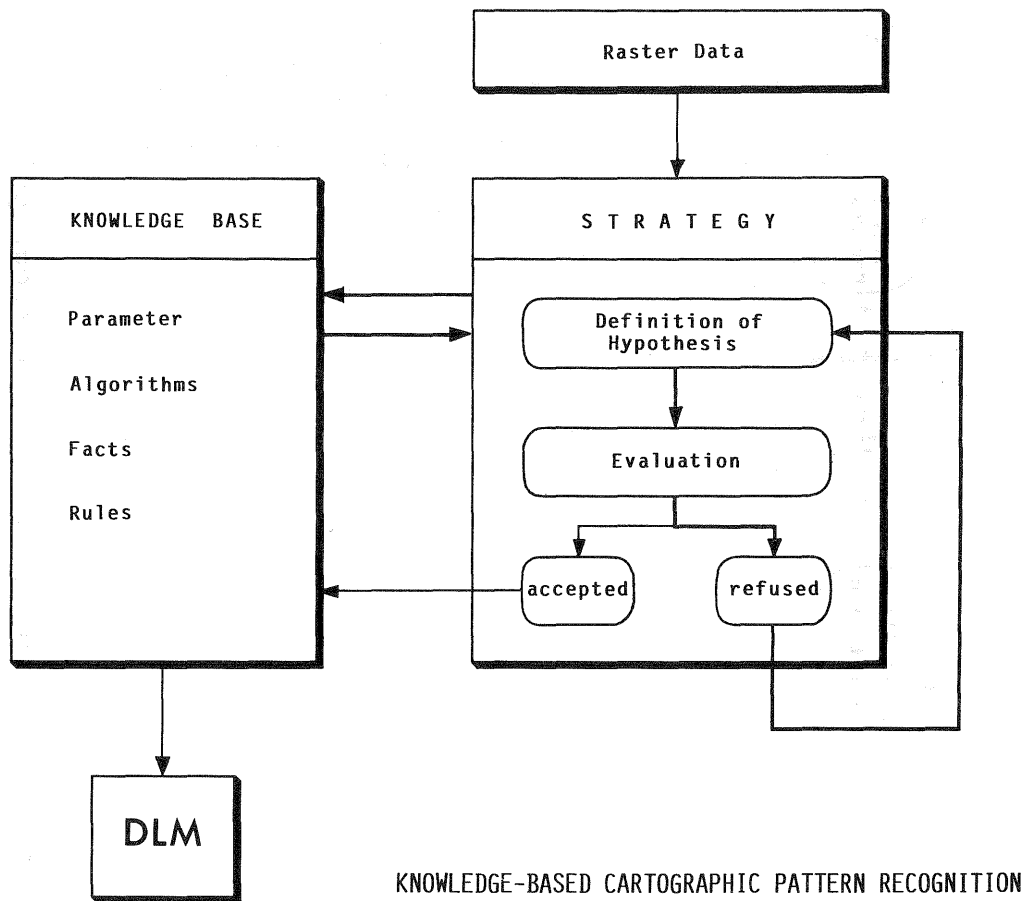 Raster Data
KNOWLEDGE BASE
Parameter
Algorithms
Facts
Rules
STRATEGY
Definition of
Hypothesis
Evaluation
accepted
refused
DLM
KNOWLEDGE-BASED CARTOGRAPHIC PATTERN RECOGNITION